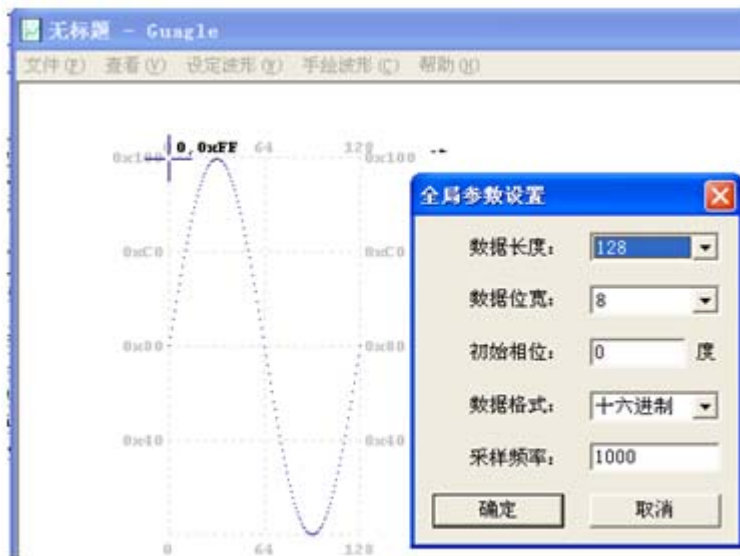 无标题 - Guagle
文件(F) 查看(V) 设定波形(Y) 手绘波形(C) 帮助(H)
0,0xFF 64 128
0x100 0x100
0xC0 0xC0
0x80 0x80
0x40 0x40
0 64 128
全局参数设置
数据长度: 128
数据位宽: 8
初始相位: 0 度
数据格式: 十六进制
采样频率: 1000
确定 取消